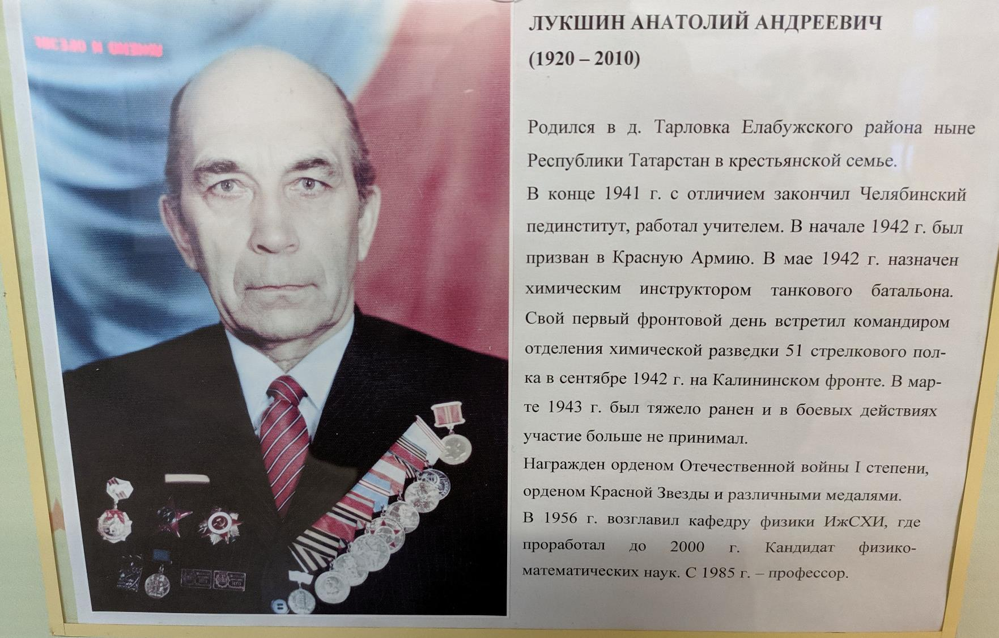 ЛУКШИН АНАТОЛИЙ АНДРЕЕВИЧ
(1920 – 2010)
Родился в д. Тарловка Елабужского района ныне
Республики Татарстан в крестьянской семье.
В конце 1941 г. с отличием закончил Челябинский
пединститут, работал учителем. В начале 1942 г. был
призван в Красную Армию. В мае 1942 г. назначен
химическим инструктором танкового батальона.
Свой первый фронтовой день встретил командиром
отделения химической разведки 51 стрелкового пол-
ка в сентябре 1942 г. на Калининском фронте. В мар-
те 1943 г. был тяжело ранен и в боевых действиях
участие больше не принимал.
Награжден орденом Отечественной войны I степени,
орденом Красной Звезды и различными медалями.
В 1956 г. возглавил кафедру физики ИжСХИ, где
проработал до 2000 г. Кандидат физико-
математических наук. С 1985 г. – профессор.